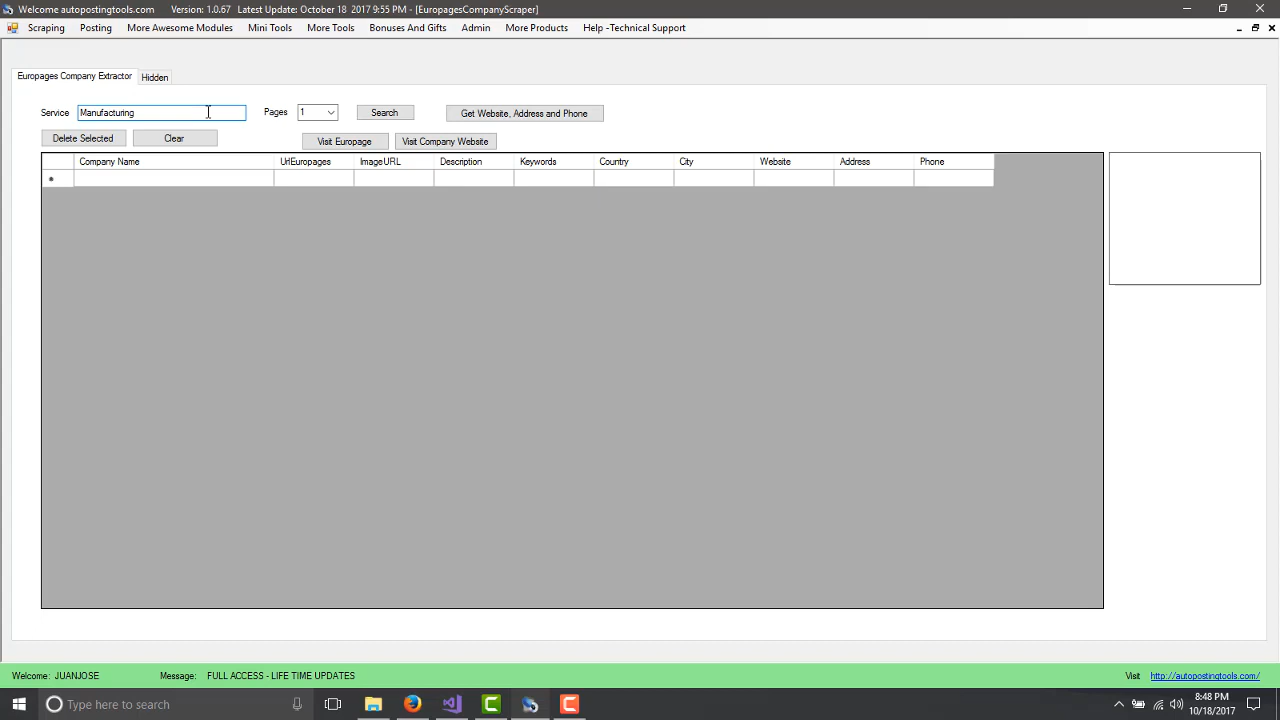 Welcome autopostingtools.com Version: 1.0.67 Latest Update: October 18 2017 9:55 PM - [EuropagesCompanyScraper]
Scraping Posting More Awesome Modules Mini Tools More Tools Bonuses And Gifts Admin More Products Help -Technical Support
Europages Company Extractor Hidden
Service Manufacturing Pages 1 Search Get Website, Address and Phone
Delete Selected Clear Visit Europage Visit Company Website
Company Name UrlEuropages ImageURL Description Keywords Country City Website Address Phone
Welcome: JUANJOSE Message: FULL ACCESS - LIFE TIME UPDATES Visit http://autopostingtools.com/
Type here to search
8:48 PM
10/18/2017